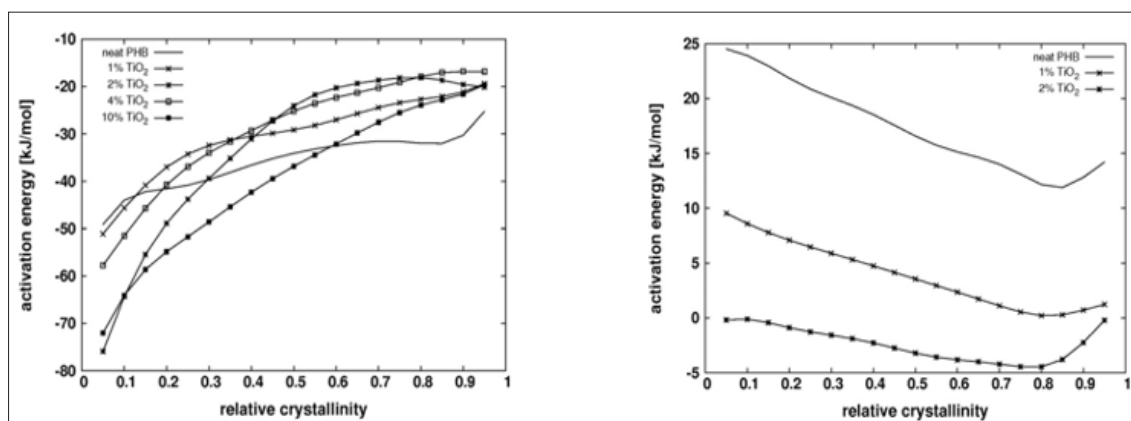 -10
-20
-30
-40
-50
-60
-70
-80
activation energy [kJ/mol]
neat PHB
1% TiO₂
2% TiO₂
4% TiO₂
10% TiO₂
0 0.1 0.2 0.3 0.4 0.5 0.6 0.7 0.8 0.9 1
relative crystallinity
25
20
15
10
5
0
-5
activation energy [kJ/mol]
neat PHB
1% TiO₂
2% TiO₂
0 0.1 0.2 0.3 0.4 0.5 0.6 0.7 0.8 0.9 1
relative crystallinity